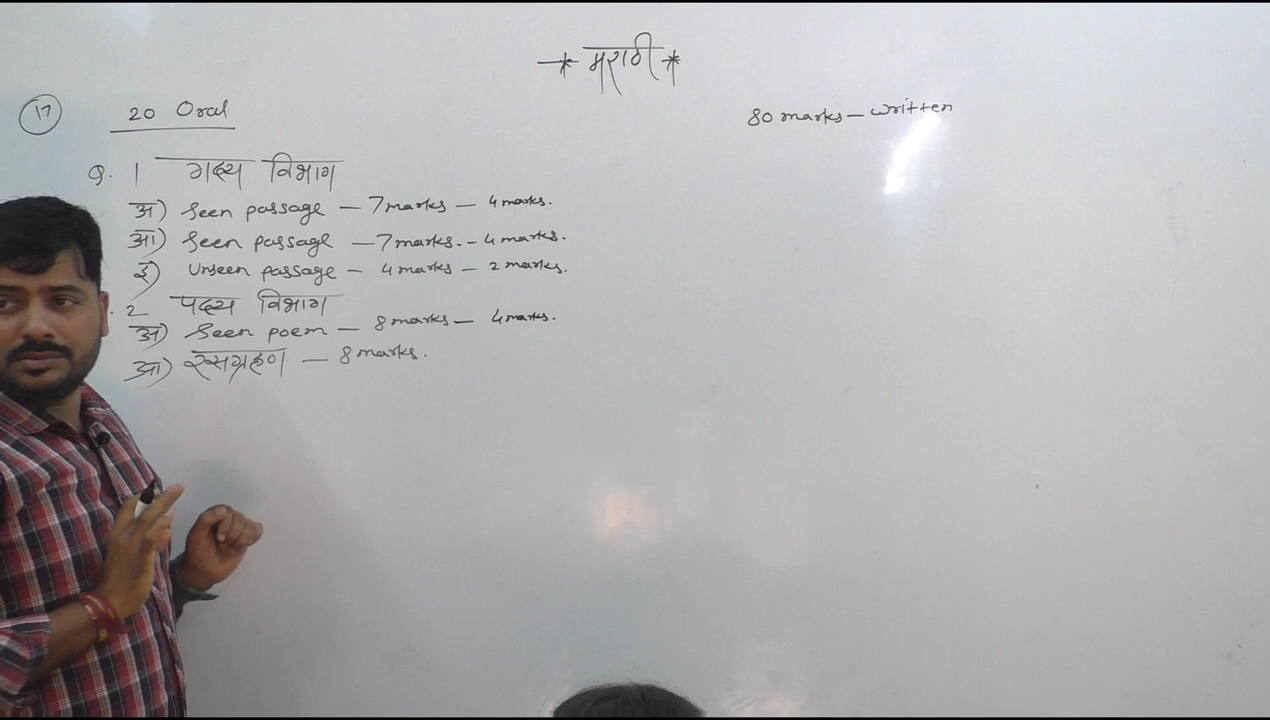 * मराठी *
17 20 Oral
80 marks - written
Q. 1 गद्य विभाग
अ) Seen passage - 7 marks - 4 marks.
आ) Seen passage - 7 marks. - 4 marks.
इ) Unseen passage - 4 marks - 2 marks.
. 2 पद्य विभाग
अ) Seen poem - 8 marks - 4 marks.
आ) रसग्रहण - 8 marks.